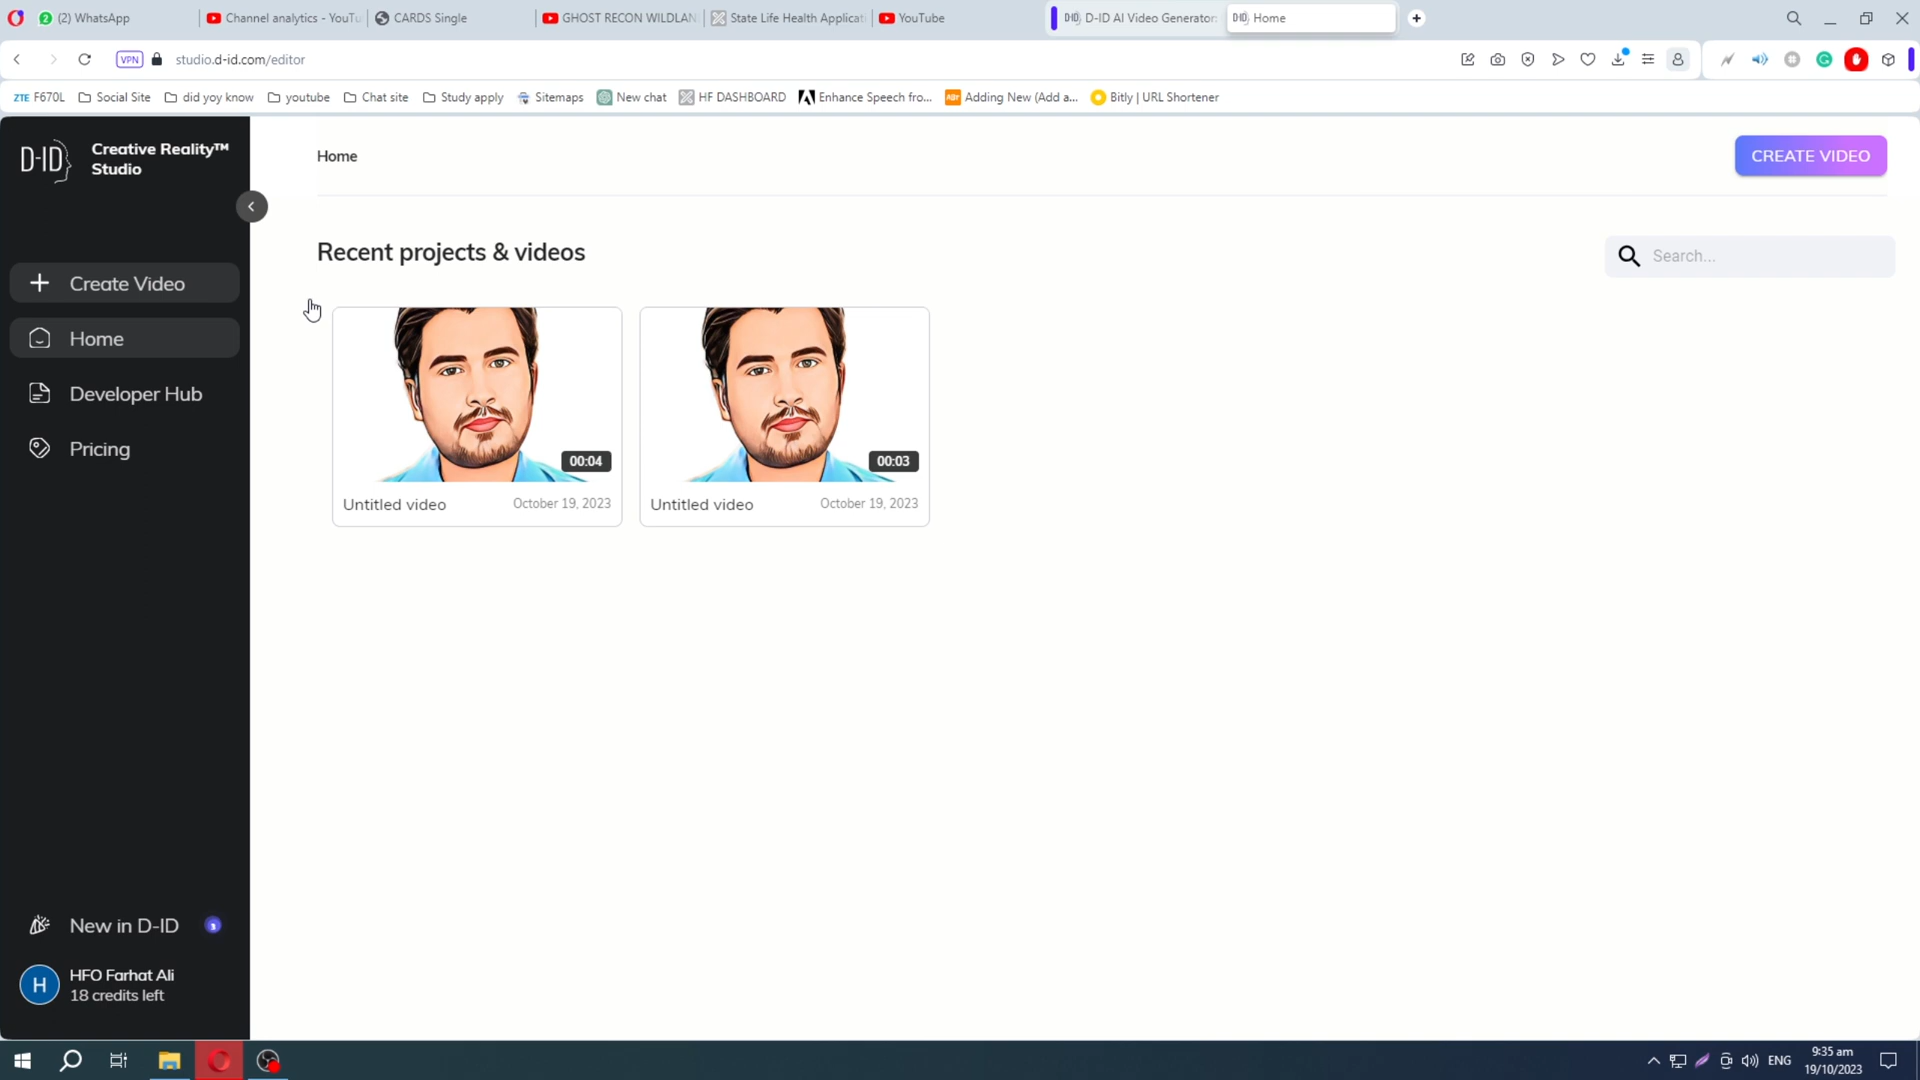 (2) WhatsApp
Channel analytics - YouTu
CARDS Single
GHOST RECON WILDLAN
State Life Health Applicati
YouTube
D-ID AI Video Generator:
Home
VPN
studio.d-id.com/editor
ZTE F670L
Social Site
did yoy know
youtube
Chat site
Study apply
Sitemaps
New chat
HF DASHBOARD
Enhance Speech fro...
Adding New (Add a...
Bitly | URL Shortener
D-ID
Creative Reality™
Studio
Home
CREATE VIDEO
Recent projects & videos
Search...
Create Video
Home
Developer Hub
Pricing
00:04
00:03
Untitled video
October 19, 2023
Untitled video
October 19, 2023
New in D-ID
H
HFO Farhat Ali
18 credits left
ENG
9:35 am
19/10/2023